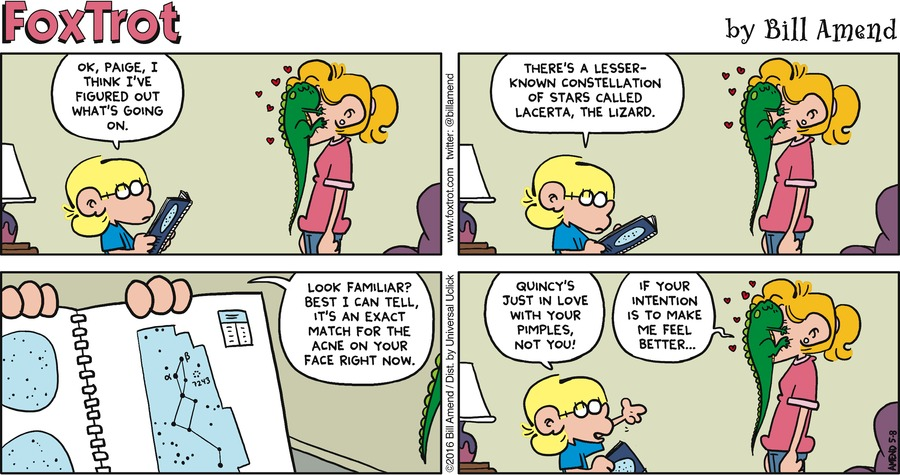 FOXTROT
by Bill Amend
OK, PAIGE, I
THINK I'VE
FIGURED OUT
WHAT'S GOING
ON.
www.foxtrot.com twitter: @billamend
THERE'S A LESSER-
KNOWN CONSTELLATION
OF STARS CALLED
LACERTA, THE LIZARD.
LOOK FAMILIAR?
BEST I CAN TELL,
IT'S AN EXACT
MATCH FOR THE
ACNE ON YOUR
FACE RIGHT NOW.
β
α
7243
©2016 Bill Amend / Dist. by Universal Uclick
QUINCY'S
JUST IN LOVE
WITH YOUR
PIMPLES,
NOT YOU!
IF YOUR
INTENTION
IS TO MAKE
ME FEEL
BETTER...
AMEND 5-8